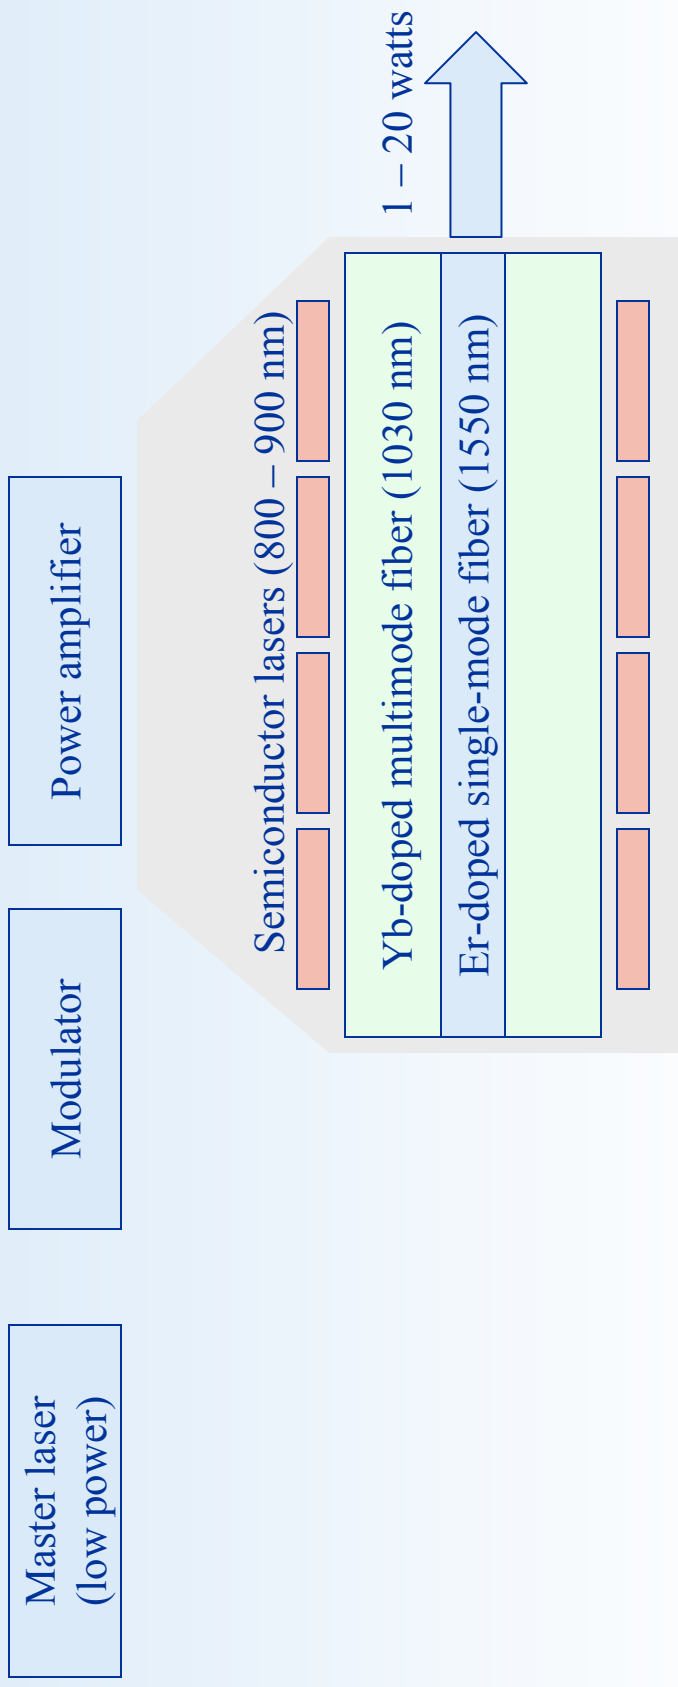 Master laser
(low power)
Modulator
Power amplifier
Semiconductor lasers (800 – 900 nm)
1 – 20 watts
Yb-doped multimode fiber (1030 nm)
Er-doped single-mode fiber (1550 nm)